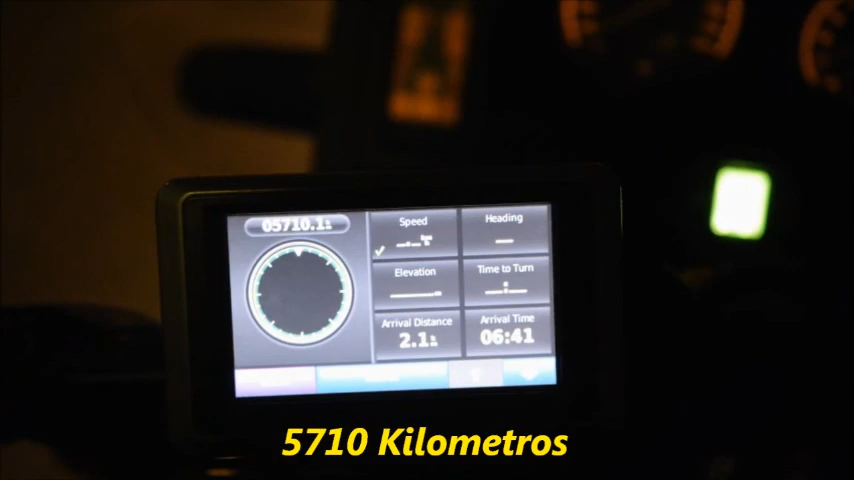 05710.1
Speed
Heading
Elevation
Time to Turn
Arrival Distance
Arrival Time
2.1
06:41
5710 Kilometros